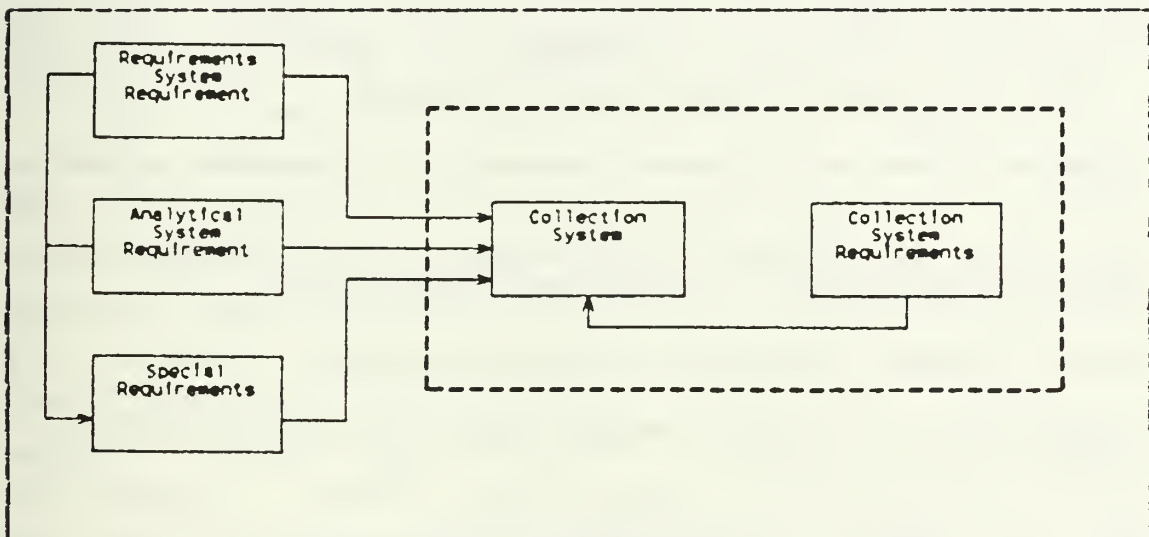 Requirements
System
Requirement
Analytical
System
Requirement
Special
Requirements
Collection
System
Collection
System
Requirements